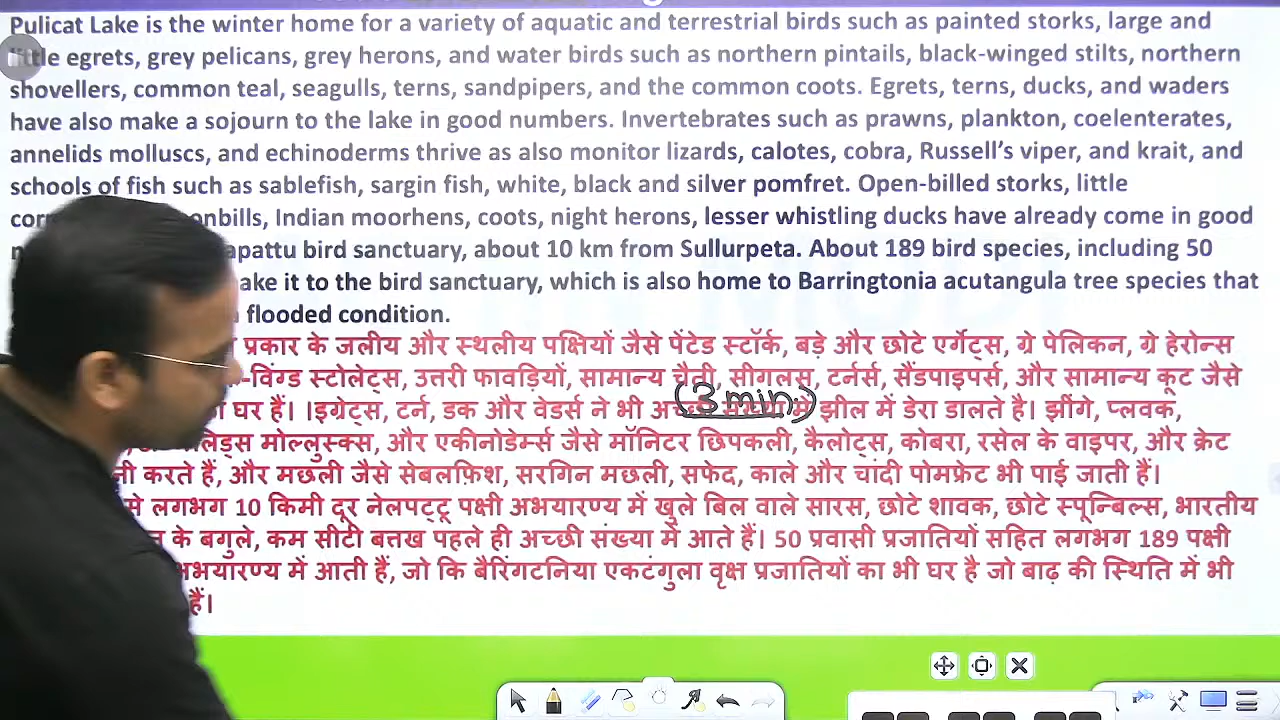 Pulicat Lake is the winter home for a variety of aquatic and terrestrial birds such as painted storks, large and
little egrets, grey pelicans, grey herons, and water birds such as northern pintails, black-winged stilts, northern
shovellers, common teal, seagulls, terns, sandpipers, and the common coots. Egrets, terns, ducks, and waders
have also make a sojourn to the lake in good numbers. Invertebrates such as prawns, plankton, coelenterates,
annelids molluscs, and echinoderms thrive as also monitor lizards, calotes, cobra, Russell's viper, and krait, and
schools of fish such as sablefish, sargin fish, white, black and silver pomfret. Open-billed storks, little
Indian moorhens, coots, night herons, lesser whistling ducks have already come in good
bird sanctuary, about 10 km from Sullurpeta. About 189 bird species, including 50
it to the bird sanctuary, which is also home to Barringtonia acutangula tree species that
flooded condition.
प्रकार के जलीय और स्थलीय पक्षियों जैसे पेंटेड स्टॉर्क, बड़े और छोटे एर्गेट्स, ग्रे पेलिकन, ग्रे हेरोन्स
-विंग्ड स्टोलेट्स, उत्तरी फावड़ियों, सामान्य चैती, सीगलस, टर्नर्स, सैंडपाइपर्स, और सामान्य कूट जैसे
घर हैं। ।इग्रेट्स, टर्न, डक और वेडर्स ने भी झील में डेरा डालते है। झींगे, प्लवक,
(3 min.)
मोल्लुस्क्स, और एकीनोडेर्म्स जैसे मॉनिटर छिपकली, कैलोट्स, कोबरा, रसेल के वाइपर, और क्रेट
करते हैं, और मछली जैसे सेबलफ़िश, सरगिन मछली, सफेद, काले और चांदी पोमफ्रेट भी पाई जाती हैं।
से लगभग 10 किमी दूर नेलपट्टू पक्षी अभयारण्य में खुले बिल वाले सारस, छोटे शावक, छोटे स्पून्बिल्स, भारतीय
के बगुले, कम सीटी बत्तख पहले ही अच्छी संख्या में आते हैं। 50 प्रवासी प्रजातियों सहित लगभग 189 पक्षी
अभयारण्य में आती हैं, जो कि बैरिंगटनिया एकटंगुला वृक्ष प्रजातियों का भी घर है जो बाढ़ की स्थिति में भी
हैं।